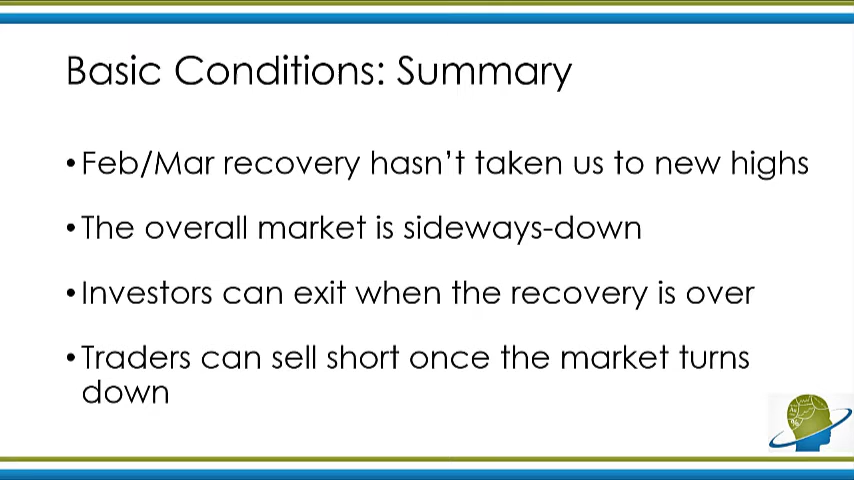 Basic Conditions: Summary
•Feb/Mar recovery hasn't taken us to new highs
•The overall market is sideways-down
•Investors can exit when the recovery is over
•Traders can sell short once the market turns
down